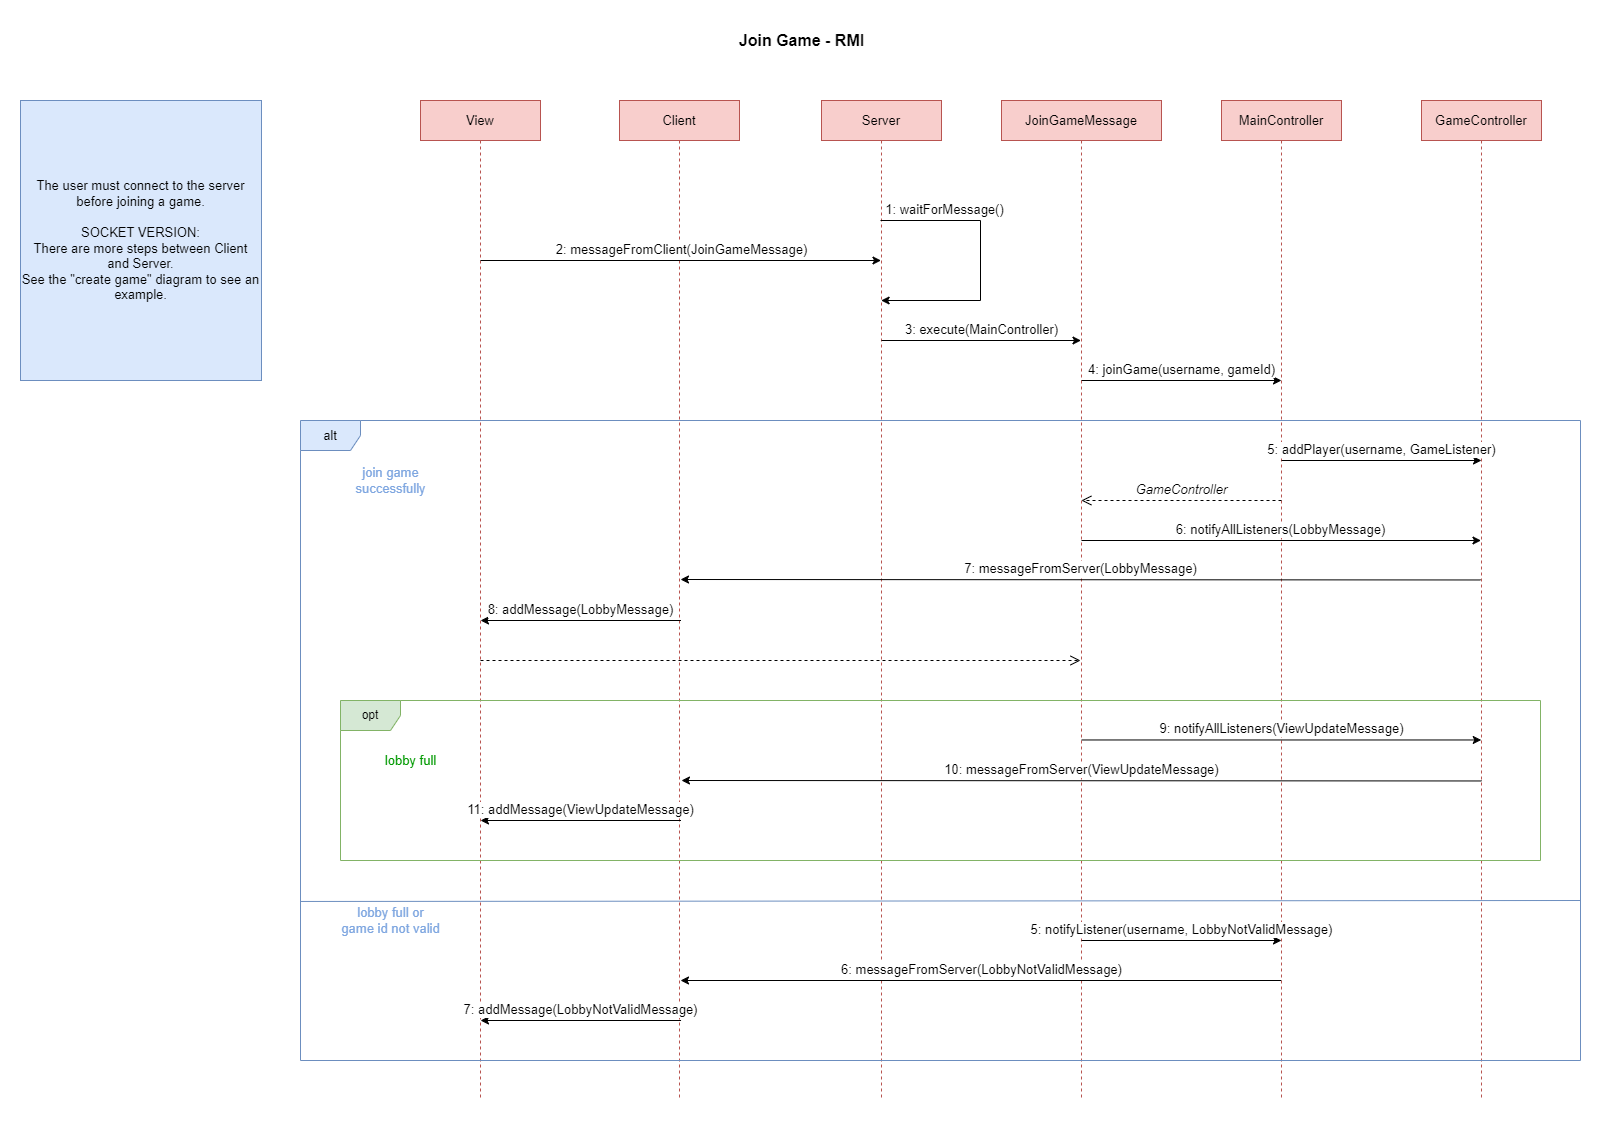 Join Game - RMI
The user must connect to the server
before joining a game.
SOCKET VERSION:
There are more steps between Client
and Server.
See the "create game" diagram to see an
example.
View
Client
Server
JoinGameMessage
MainController
GameController
1: waitForMessage()
2: messageFromClient(JoinGameMessage)
3: execute(MainController)
4: joinGame(username, gameId)
alt
join game
successfully
5: addPlayer(username, GameListener)
GameController
6: notifyAllListeners(LobbyMessage)
7: messageFromServer(LobbyMessage)
8: addMessage(LobbyMessage)
opt
lobby full
9: notifyAllListeners(ViewUpdateMessage)
10: messageFromServer(ViewUpdateMessage)
11: addMessage(ViewUpdateMessage)
lobby full or
game id not valid
5: notifyListener(username, LobbyNotValidMessage)
6: messageFromServer(LobbyNotValidMessage)
7: addMessage(LobbyNotValidMessage)